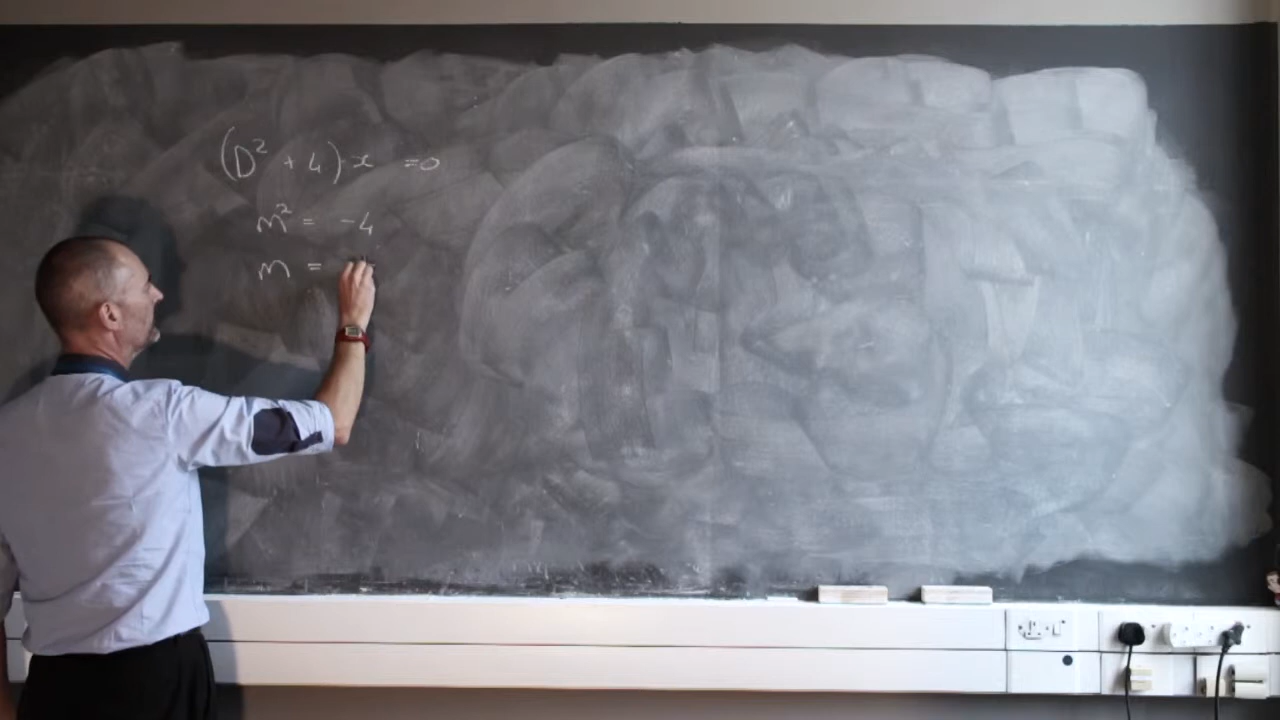 (D² + 4) x = 0
m² = -4
m =